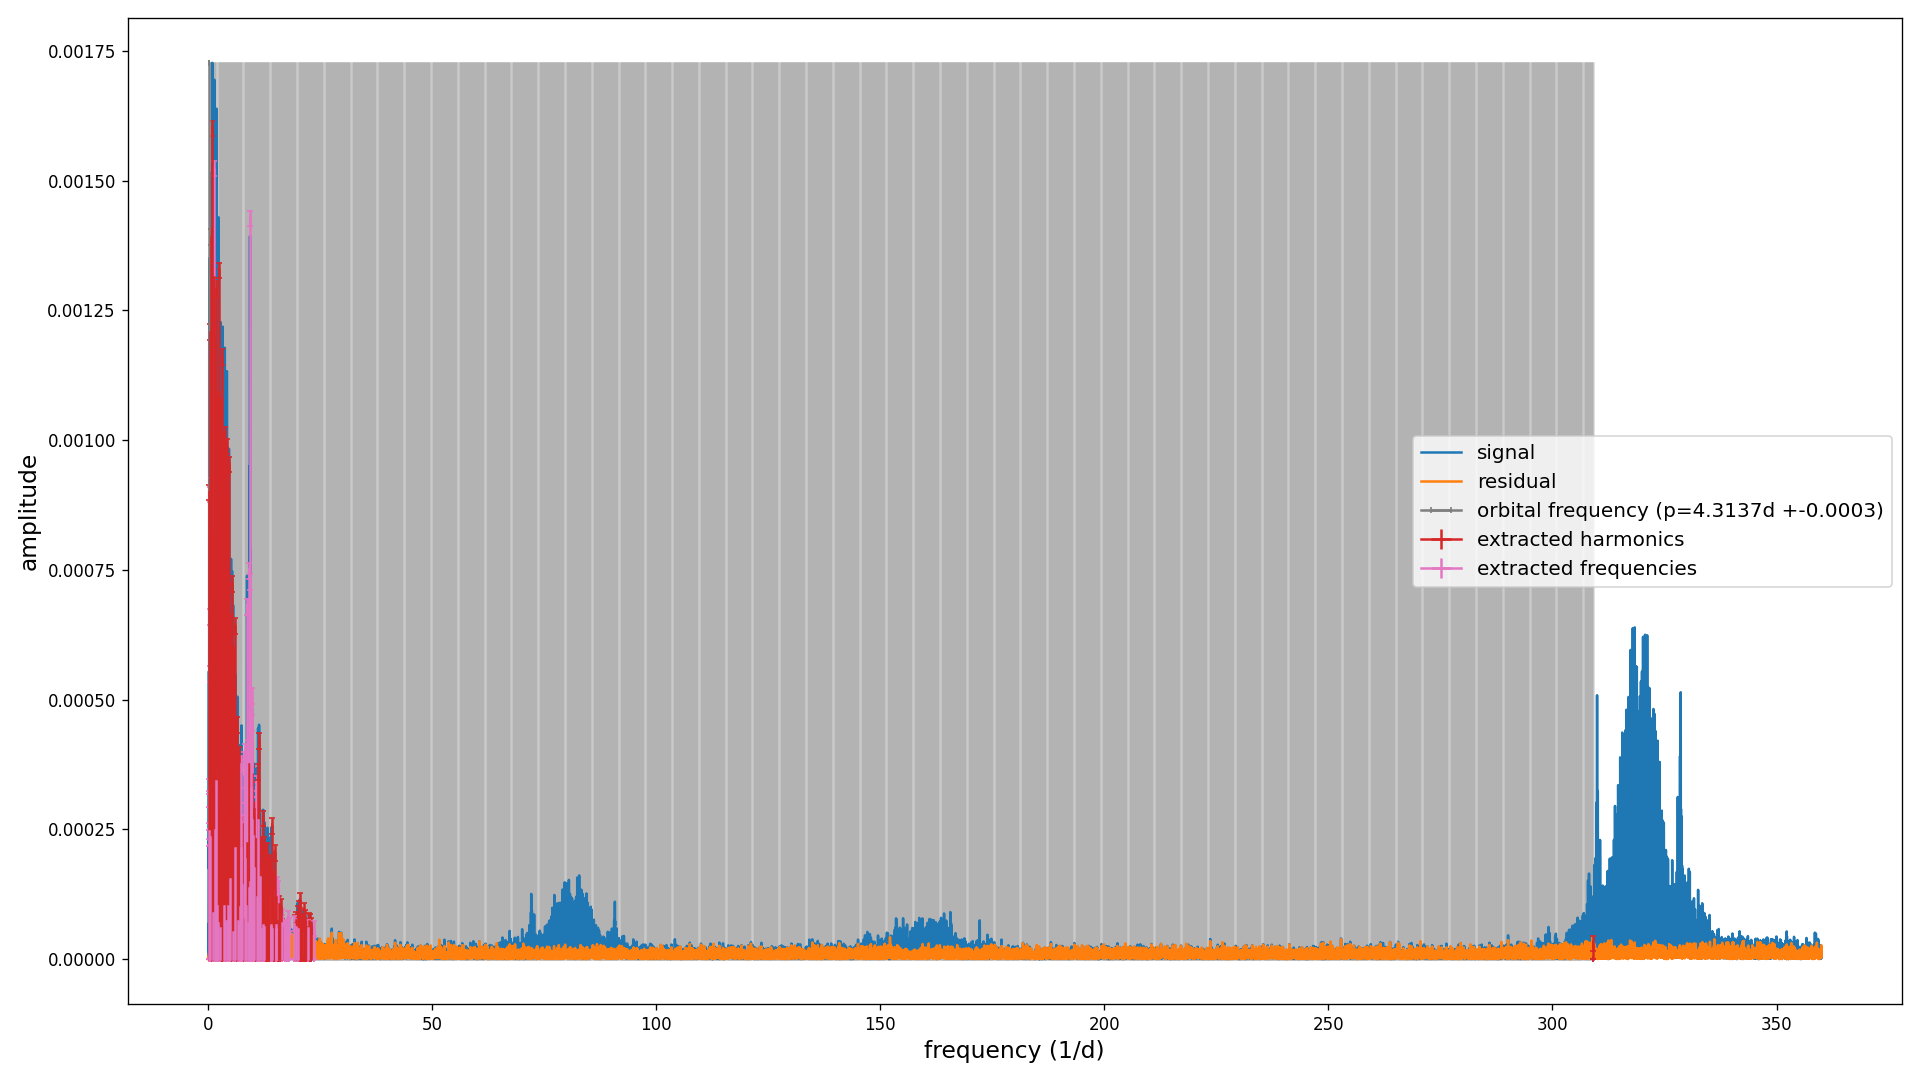 0.00175
0.00150
0.00125
0.00100
0.00075
0.00050
0.00025
0.00000
amplitude
signal
residual
orbital frequency (p=4.3137d +-0.0003)
extracted harmonics
extracted frequencies
0 50 100 150 200 250 300 350
frequency (1/d)